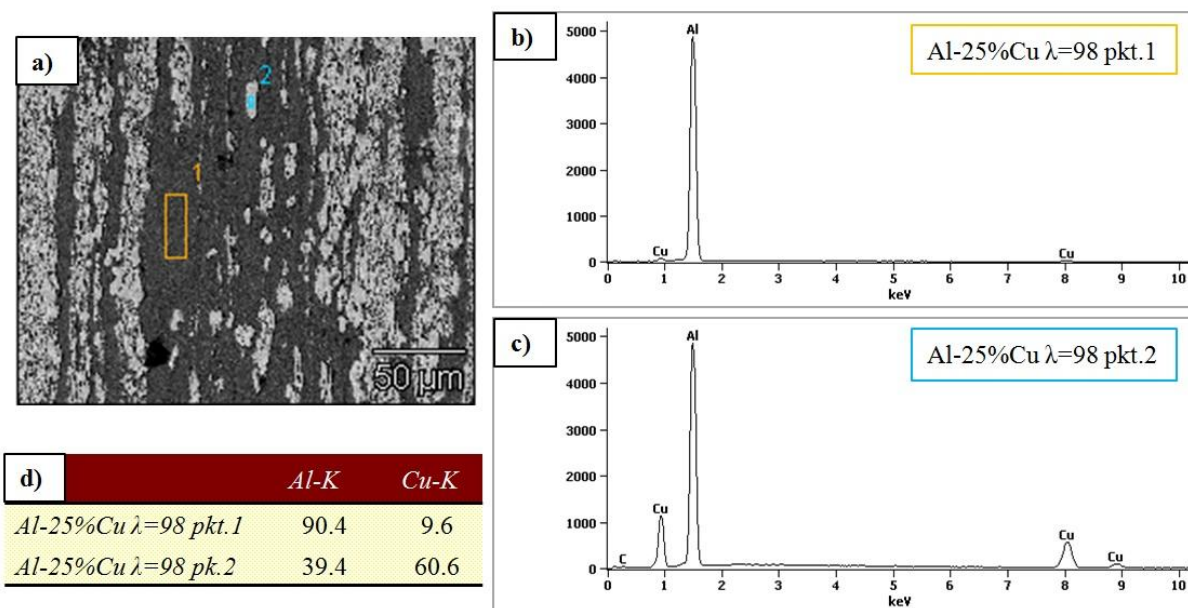 a)
2
1
50 μm
b)
Al-25%Cu λ=98 pkt.1
5000
4000
3000
2000
1000
0
Al
Cu
Cu
0 1 2 3 4 5 6 7 8 9 10
keV
c)
Al-25%Cu λ=98 pkt.2
5000
4000
3000
2000
1000
0
Al
C
Cu
Cu
Cu
0 1 2 3 4 5 6 7 8 9 10
keV
d)
Al-K Cu-K
Al-25%Cu λ=98 pkt.1 90.4 9.6
Al-25%Cu λ=98 pk.2 39.4 60.6